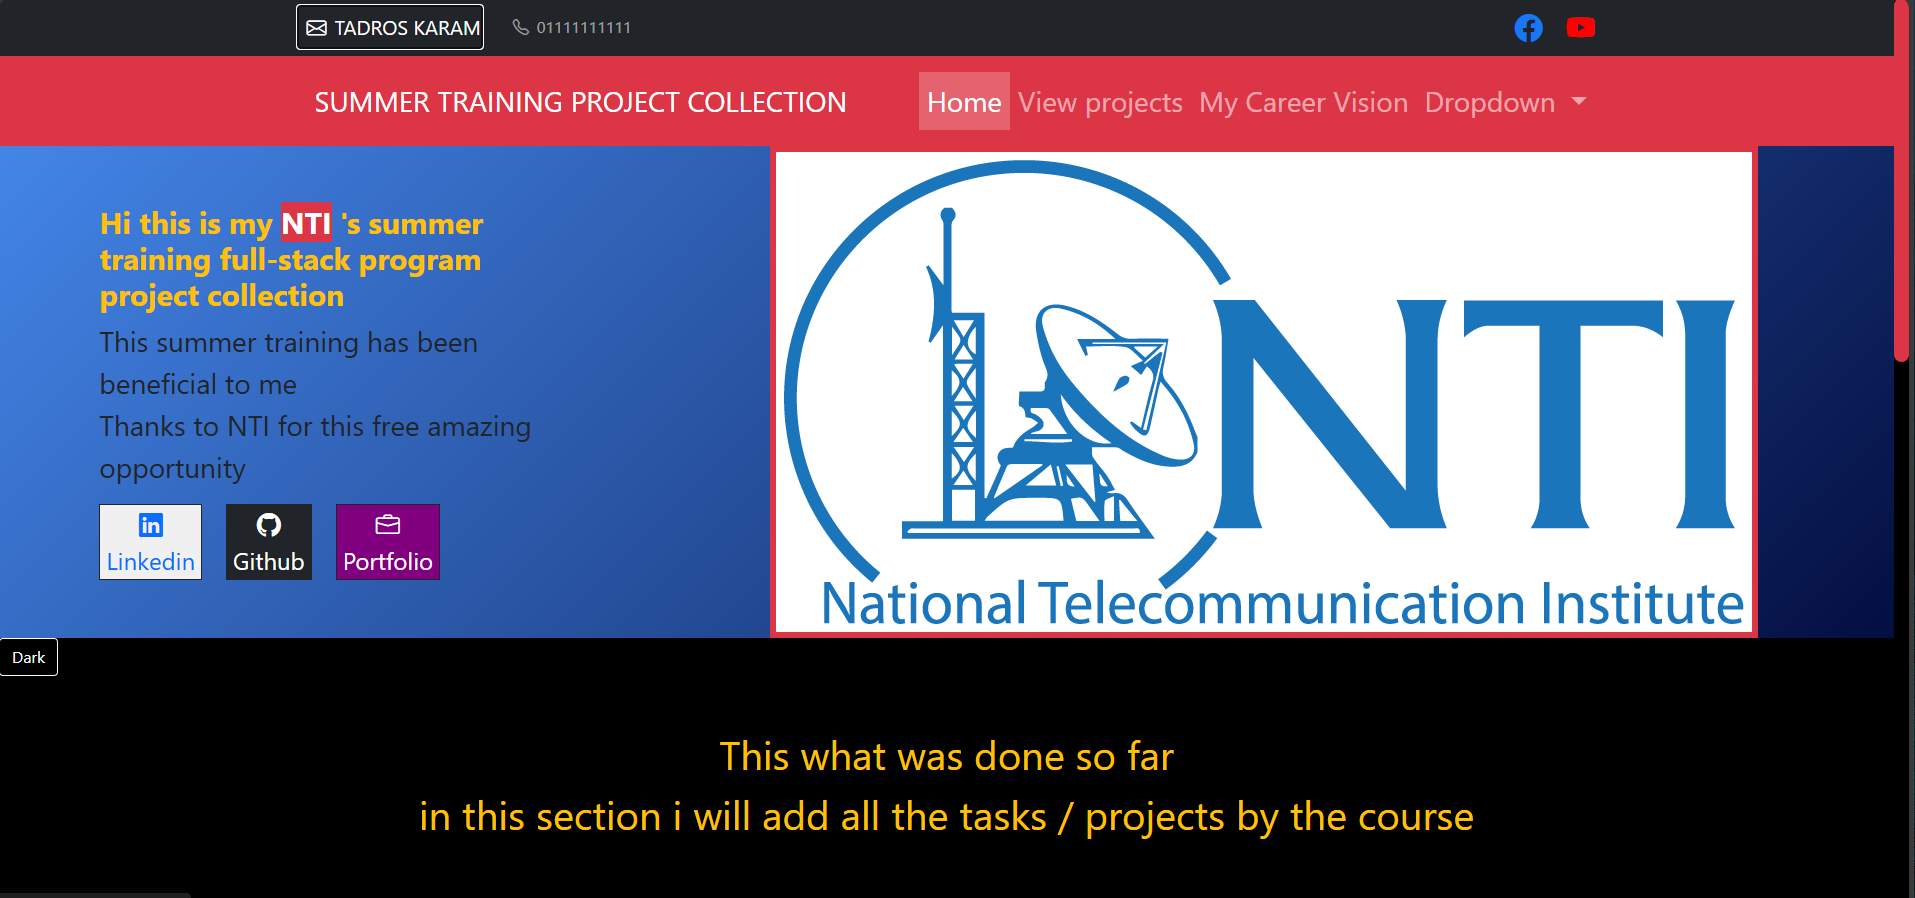 TADROS KARAM 01111111111
SUMMER TRAINING PROJECT COLLECTION Home View projects My Career Vision Dropdown
Hi this is my NTI 's summer
training full-stack program
project collection
This summer training has been
beneficial to me
Thanks to NTI for this free amazing
opportunity
Linkedin Github Portfolio
NTI
National Telecommunication Institute
Dark
This what was done so far
in this section i will add all the tasks / projects by the course